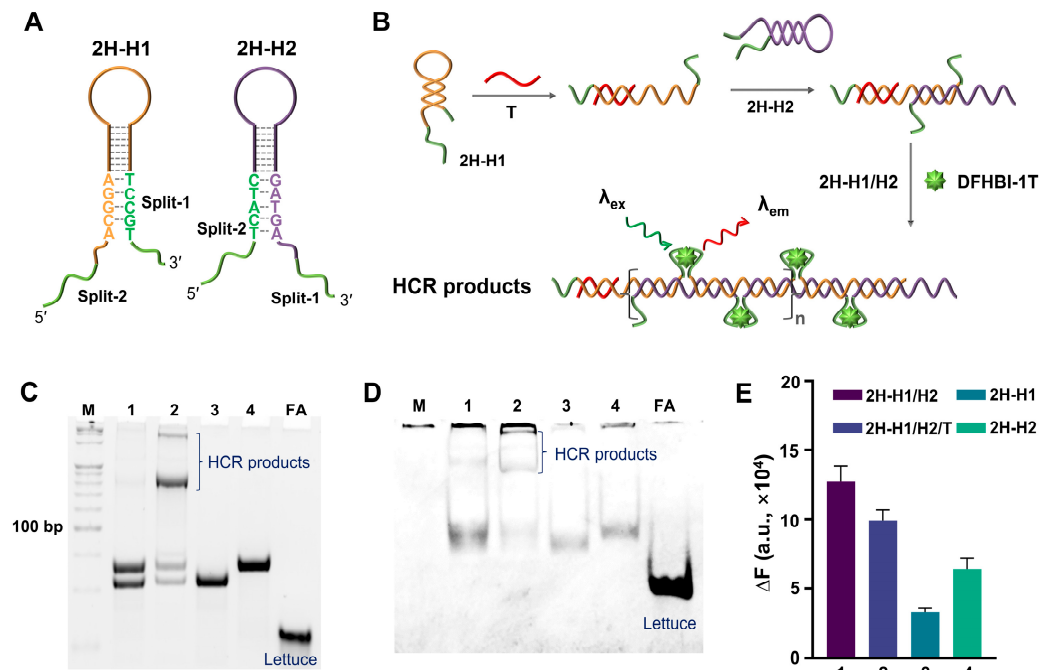 A
2H-H1
2H-H2
A T
G C
G C
C G
A T
Split-1
Split-2
3′
5′
C G
T A
A T
C G
T A
Split-2
Split-1
5′
3′
B
T
2H-H1
2H-H2
2H-H1/H2
DFHBI-1T
λex
λem
HCR products
n
C
M 1 2 3 4 FA
HCR products
100 bp
Lettuce
D
M 1 2 3 4 FA
HCR products
Lettuce
E
2H-H1/H2
2H-H1
2H-H1/H2/T
2H-H2
ΔF (a.u., ×10⁴)
20
15
10
5
0